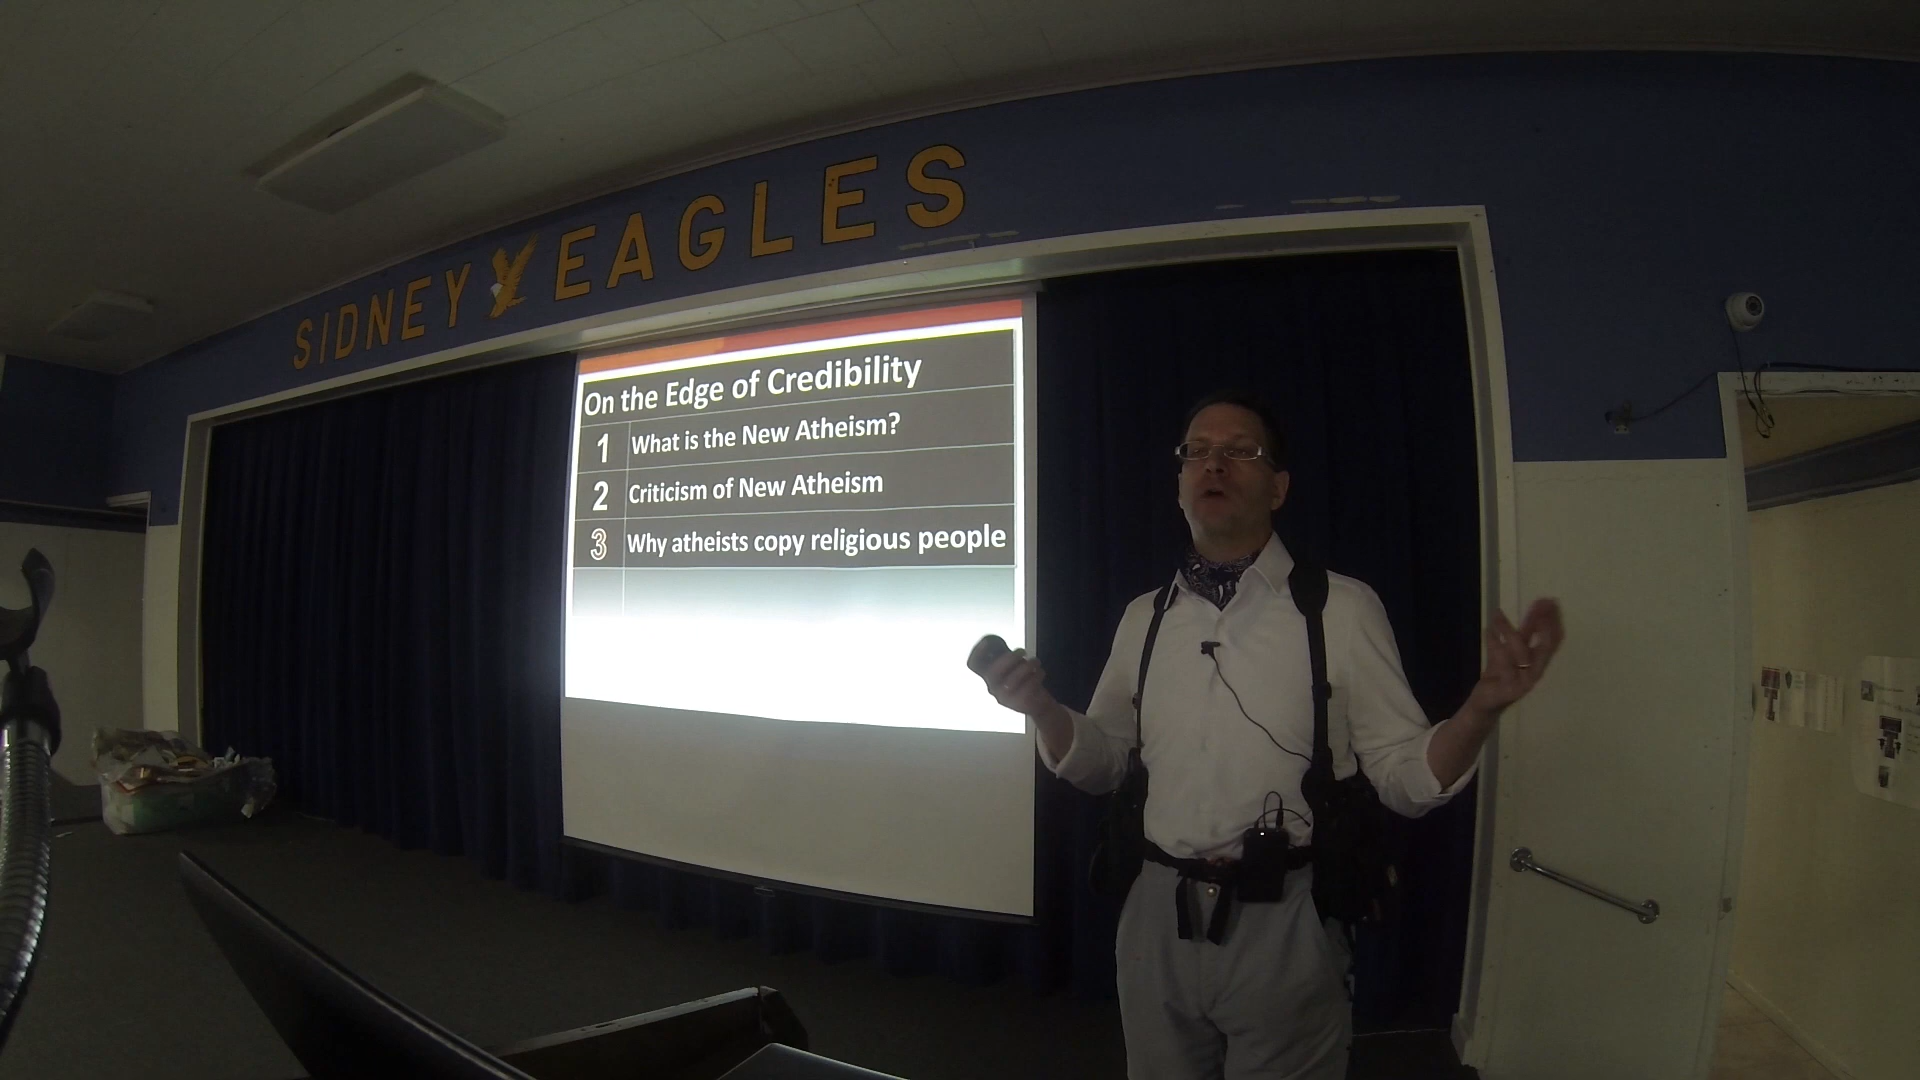 SIDNEY EAGLES
On the Edge of Credibility
1 What is the New Atheism?
2 Criticism of New Atheism
3 Why atheists copy religious people